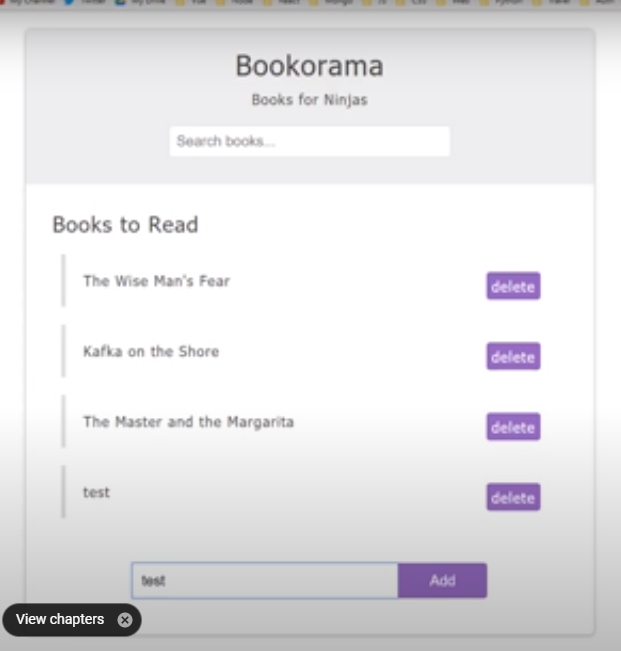 Bookorama
Books for Ninjas
Search books...
Books to Read
The Wise Man's Fear
delete
Kafka on the Shore
delete
The Master and the Margarita
delete
test
delete
test
Add
View chapters